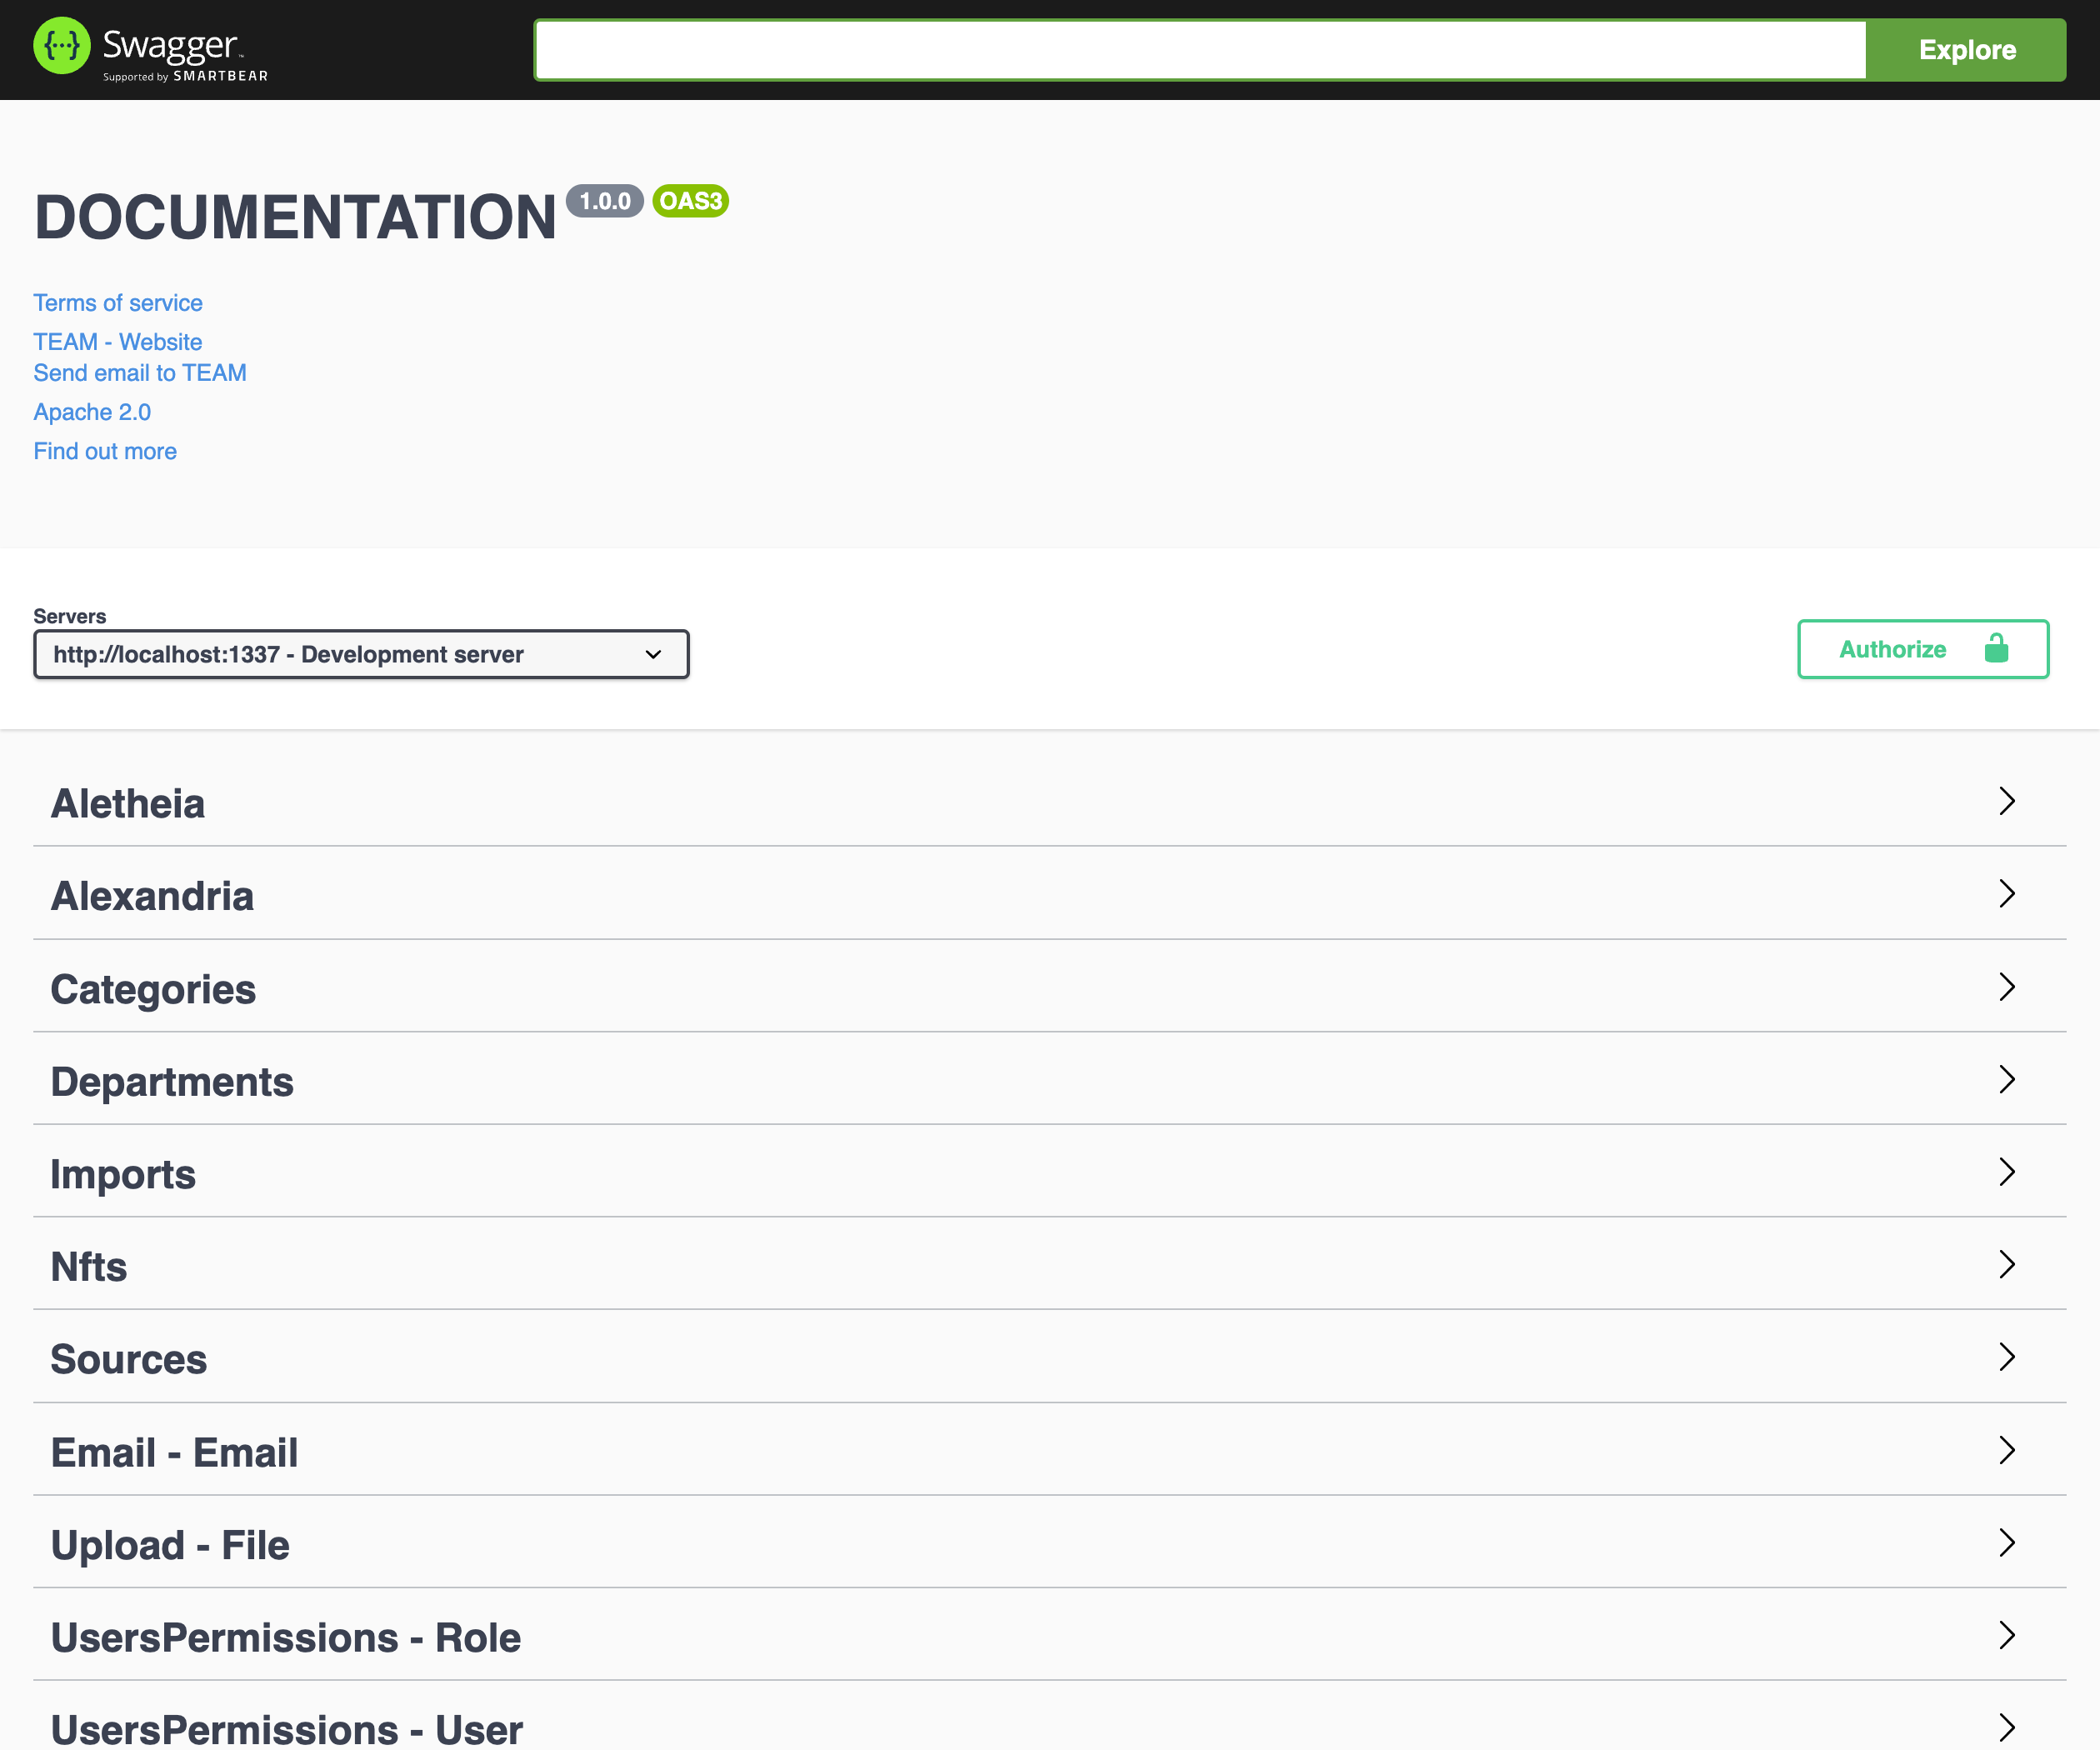 {···} Swagger™
Supported by SMARTBEAR
Explore
DOCUMENTATION 1.0.0 OAS3
Terms of service
TEAM - Website
Send email to TEAM
Apache 2.0
Find out more
Servers
http://localhost:1337 - Development server
Authorize
Aletheia
Alexandria
Categories
Departments
Imports
Nfts
Sources
Email - Email
Upload - File
UsersPermissions - Role
UsersPermissions - User